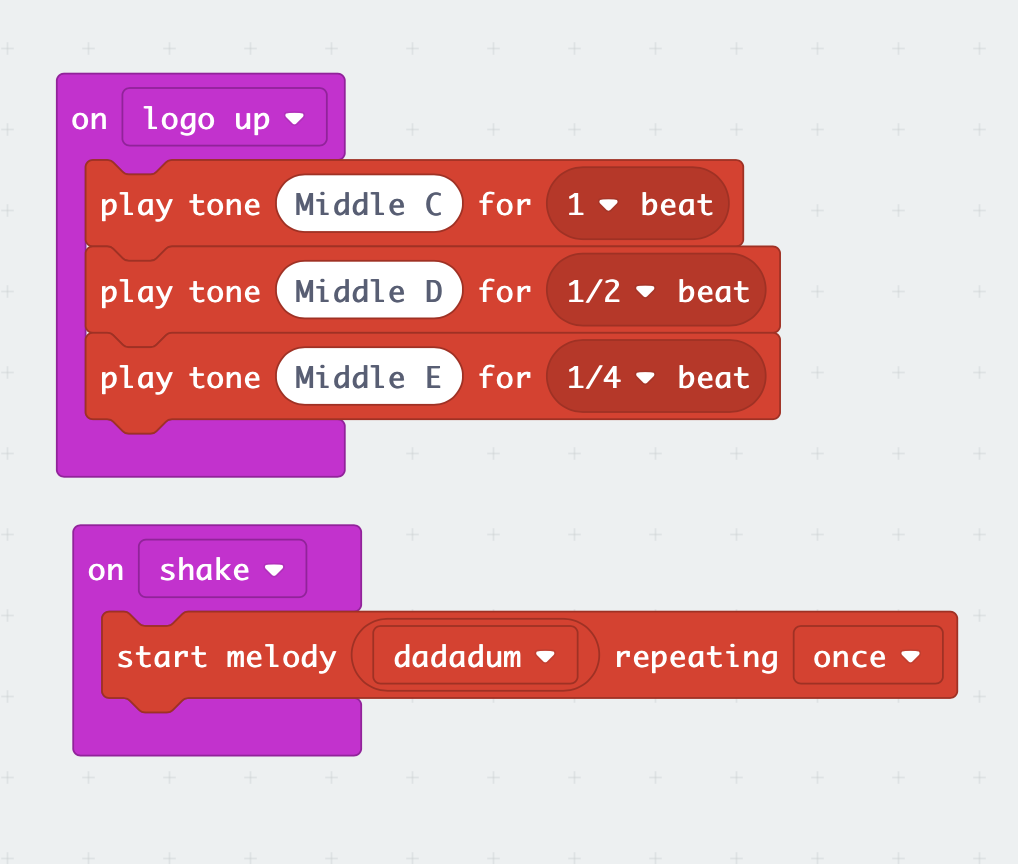 on logo up
play tone Middle C for 1 beat
play tone Middle D for 1/2 beat
play tone Middle E for 1/4 beat
on shake
start melody dadadum repeating once